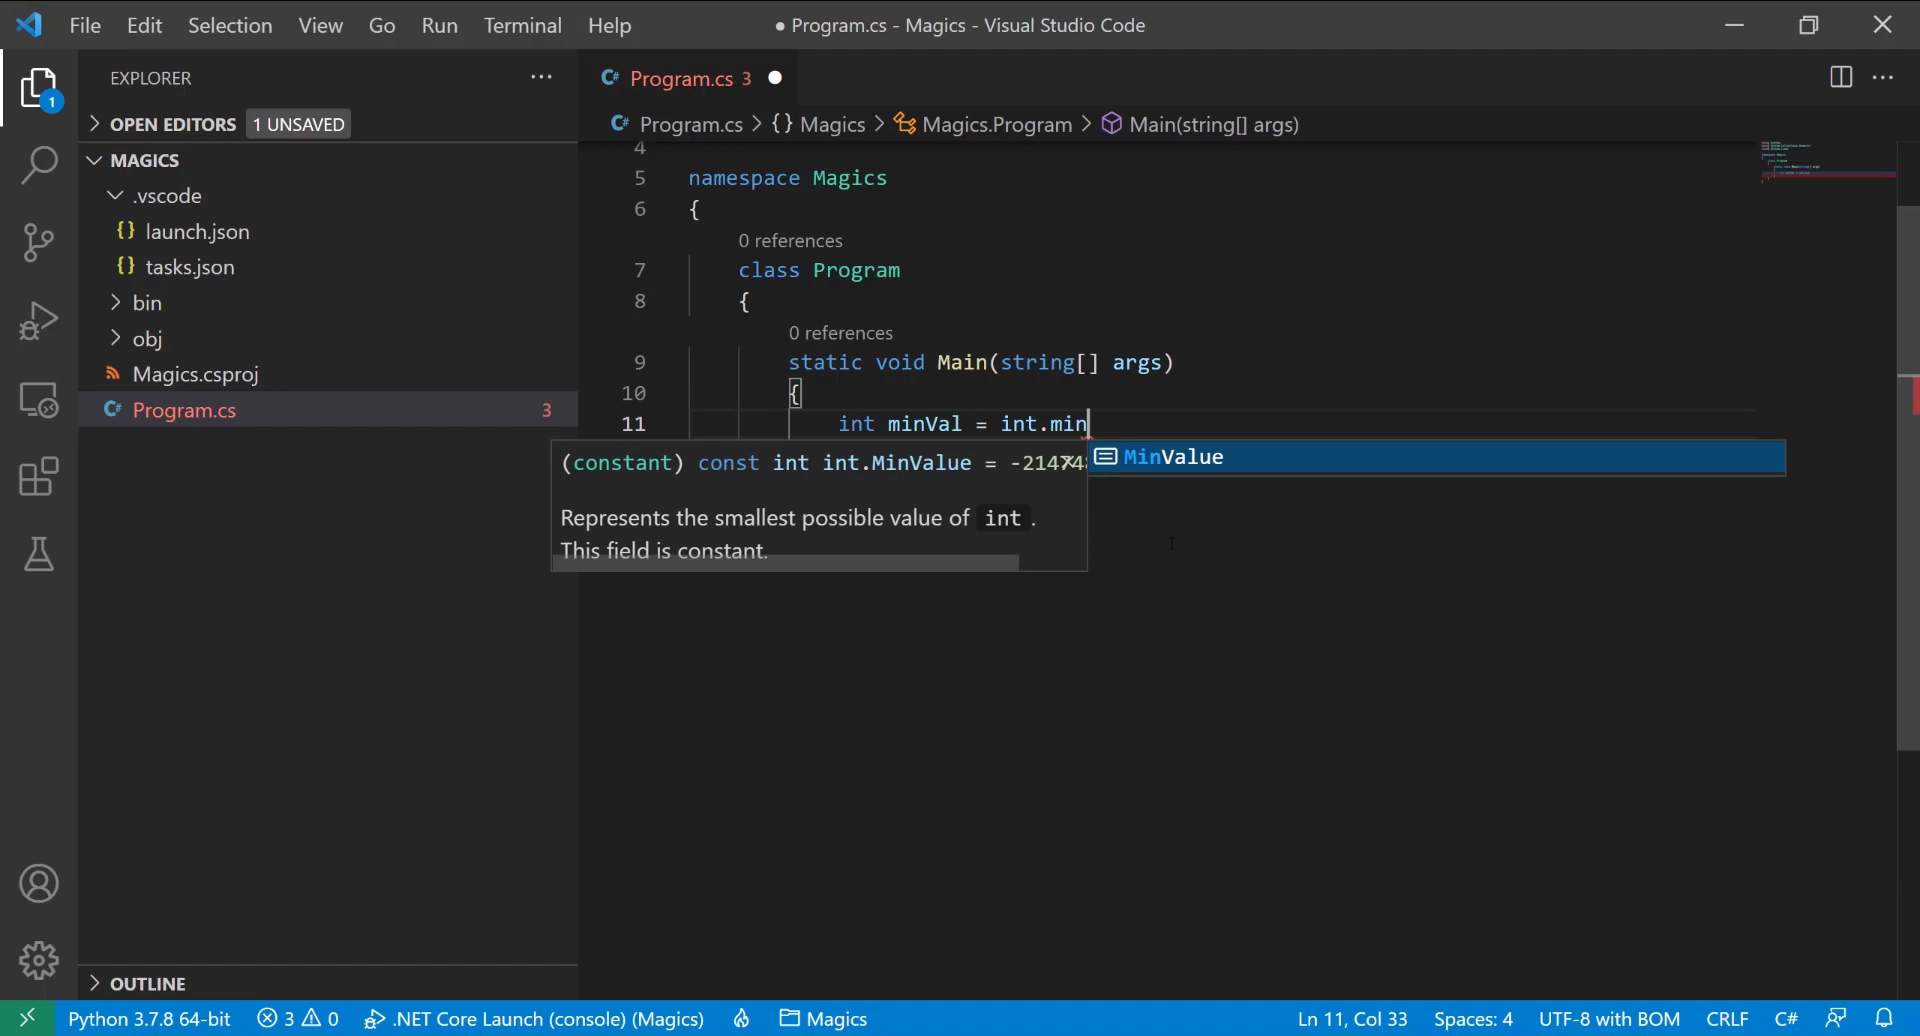 File Edit Selection View Go Run Terminal Help
● Program.cs - Magics - Visual Studio Code
1
EXPLORER
OPEN EDITORS 1 UNSAVED
MAGICS
.vscode
{} launch.json
{} tasks.json
bin
obj
Magics.csproj
C# Program.cs 3
OUTLINE
C# Program.cs 3
C# Program.cs > {} Magics > Magics.Program > Main(string[] args)
4
5 namespace Magics
6 {
0 references
7 class Program
8 {
0 references
9 static void Main(string[] args)
10 {
11 int minVal = int.min
MinValue
(constant) const int int.MinValue = -21474
Represents the smallest possible value of int.
This field is constant.
Python 3.7.8 64-bit 3 0 .NET Core Launch (console) (Magics) Magics Ln 11, Col 33 Spaces: 4 UTF-8 with BOM CRLF C#